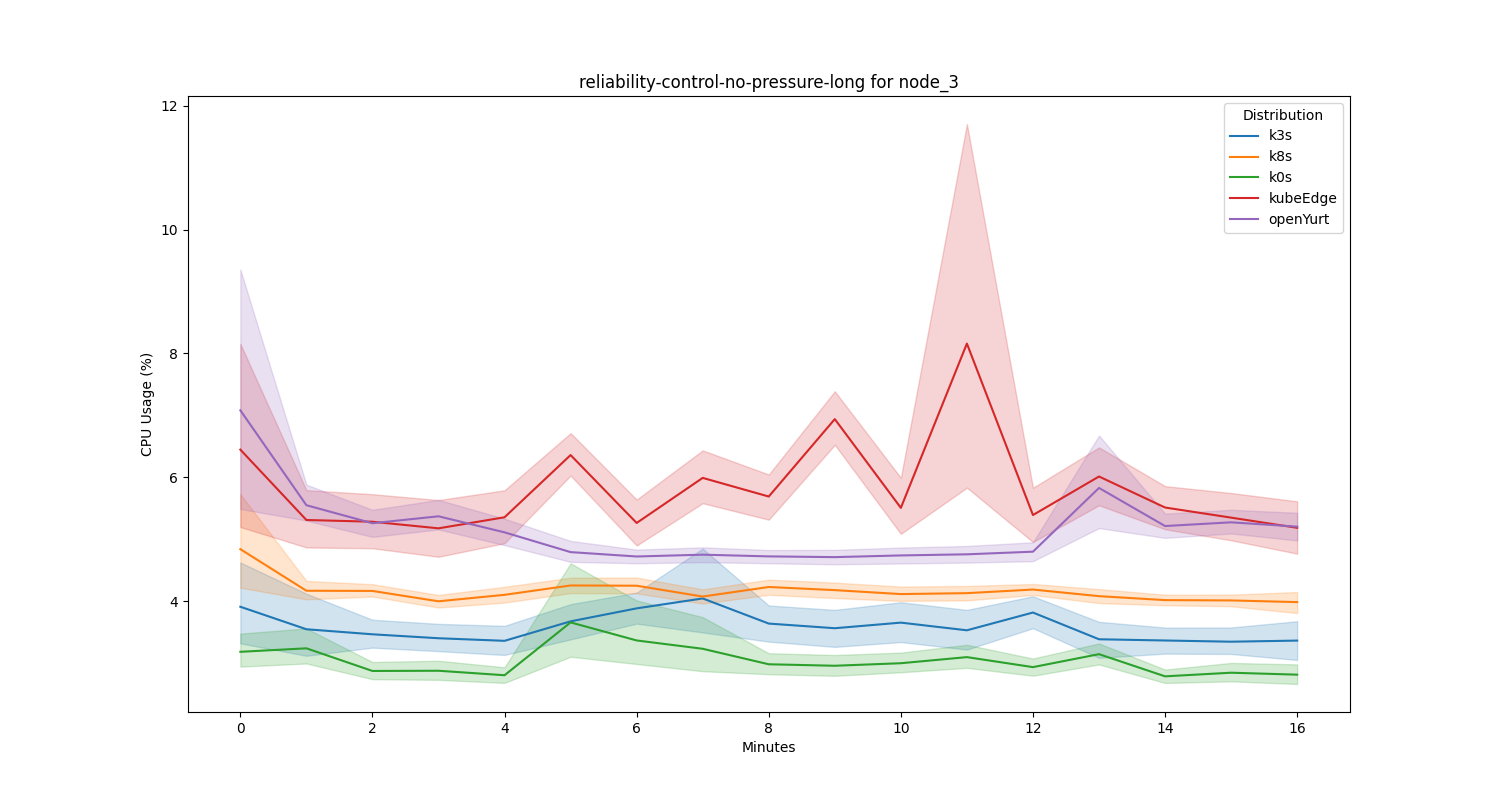 reliability-control-no-pressure-long for node_3
12
10
8
6
4
CPU Usage (%)
Distribution
k3s
k8s
k0s
kubeEdge
openYurt
0 2 4 6 8 10 12 14 16
Minutes